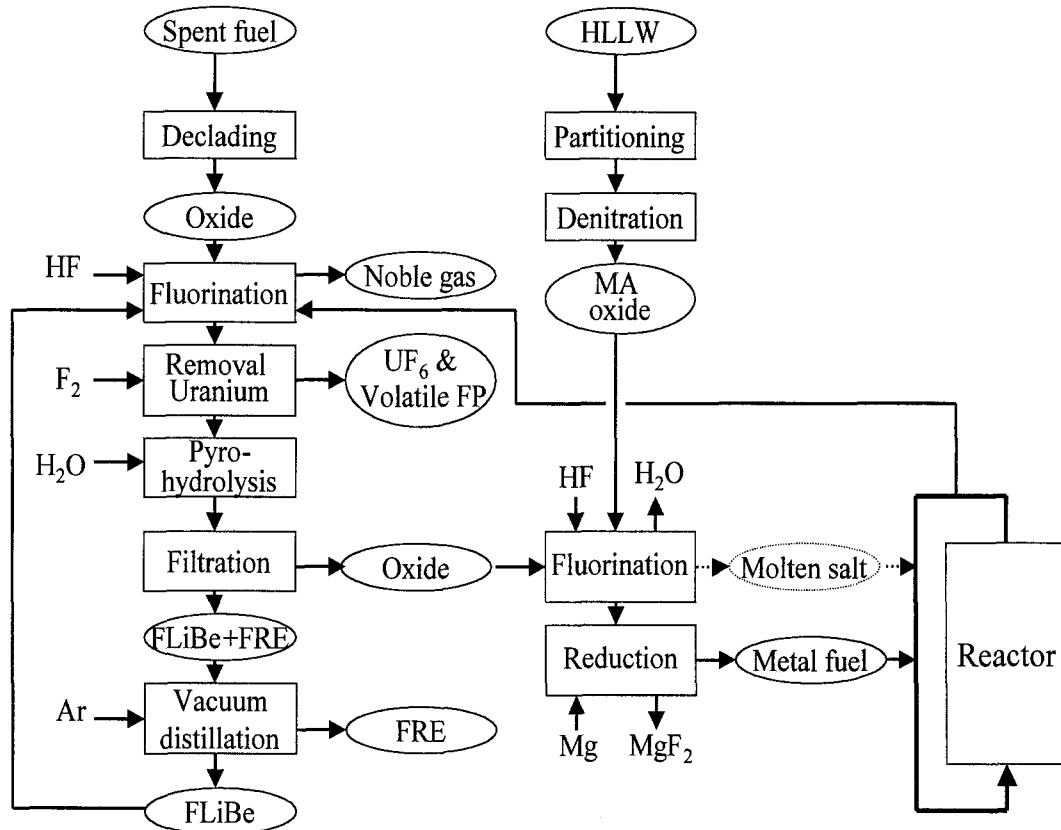 Spent fuel
HLLW
Declading
Partitioning
Oxide
Denitration
HF
Fluorination
Noble gas
MA
oxide
F2
Removal
Uranium
UF6 &
Volatile FP
H2O
Pyro-
hydrolysis
HF
H2O
Filtration
Oxide
Fluorination
Molten salt
FLiBe+FRE
Reduction
Metal fuel
Reactor
Ar
Vacuum
distillation
FRE
Mg
MgF2
FLiBe